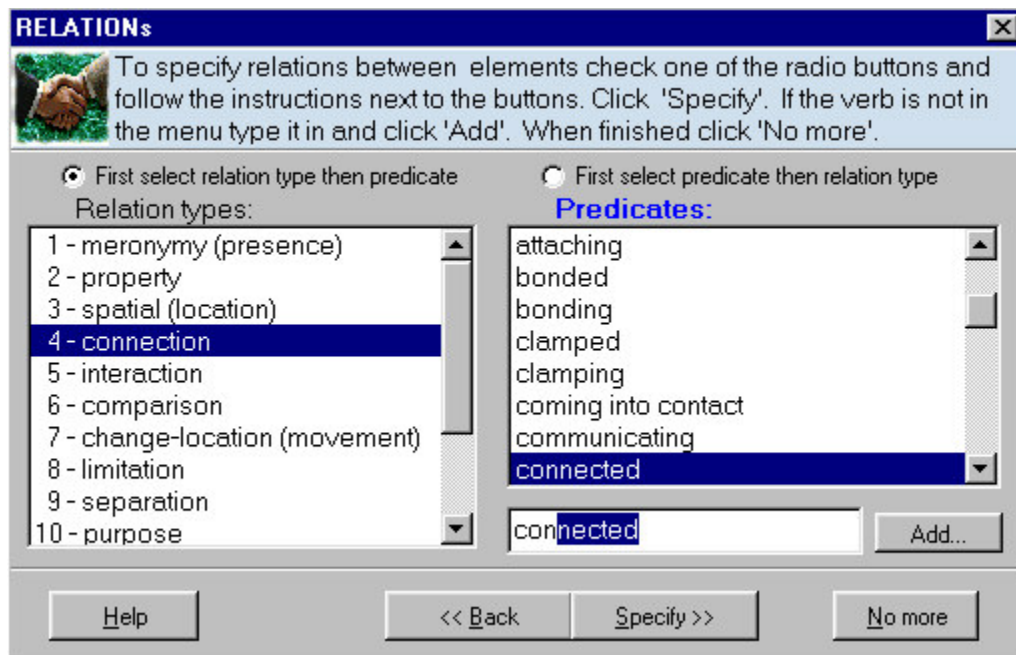 RELATIONs
To specify relations between elements check one of the radio buttons and
follow the instructions next to the buttons. Click 'Specify'. If the verb is not in
the menu type it in and click 'Add'. When finished click 'No more'.
First select relation type then predicate
First select predicate then relation type
Relation types:
Predicates:
1 - meronymy (presence)
2 - property
3 - spatial (location)
4 - connection
5 - interaction
6 - comparison
7 - change-location (movement)
8 - limitation
9 - separation
10 - purpose
attaching
bonded
bonding
clamped
clamping
coming into contact
communicating
connected
connected
Add...
Help
<< Back
Specify >>
No more